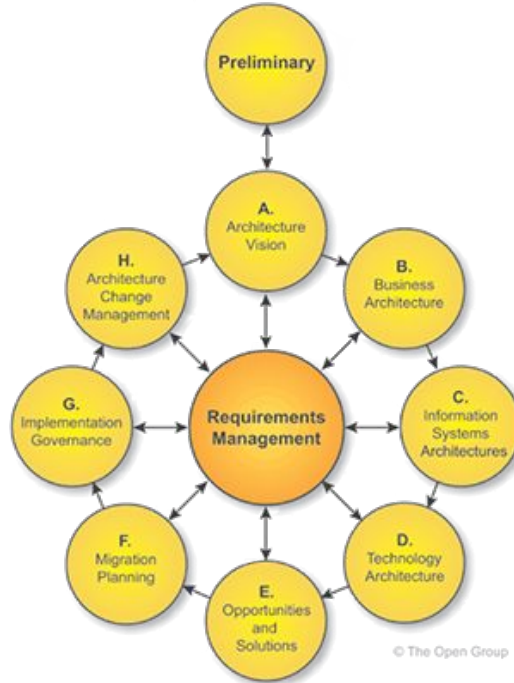 Preliminary
A.
Architecture
Vision
B.
Business
Architecture
C.
Information
Systems
Architectures
D.
Technology
Architecture
E.
Opportunities
and
Solutions
F.
Migration
Planning
G.
Implementation
Governance
H.
Architecture
Change
Management
Requirements
Management
© The Open Group